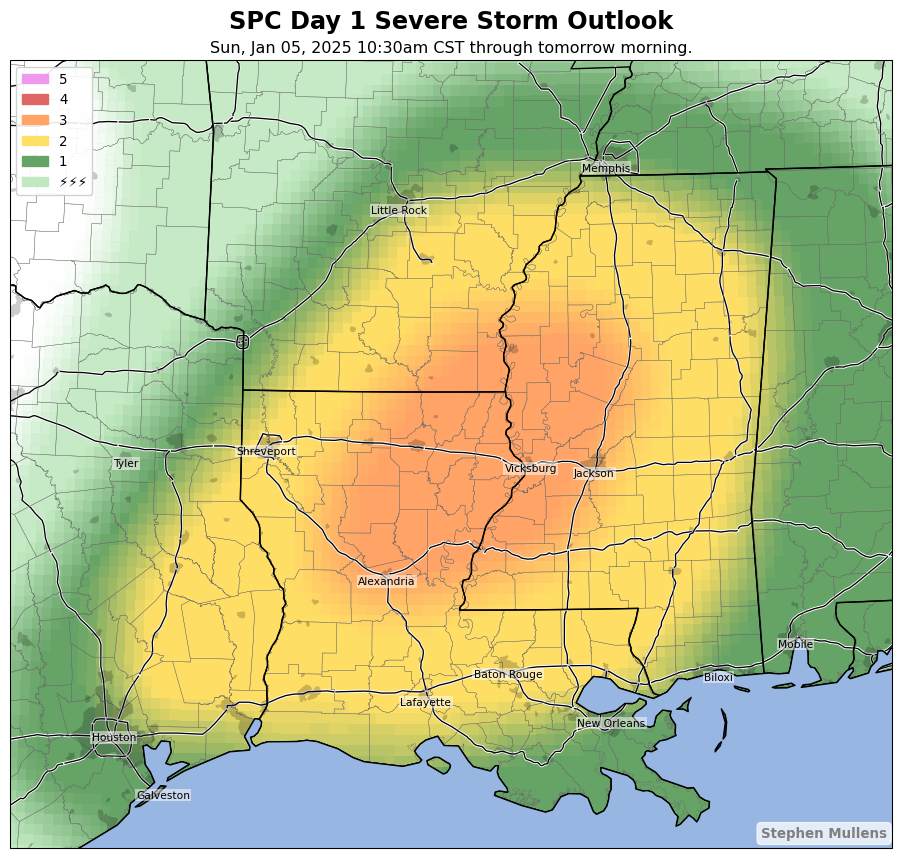 SPC Day 1 Severe Storm Outlook
Sun, Jan 05, 2025 10:30am CST through tomorrow morning.
5
4
3
2
1
⚡⚡⚡
Memphis
Little Rock
Shreveport
Tyler
Vicksburg
Jackson
Alexandria
Mobile
Baton Rouge
Biloxi
Lafayette
New Orleans
Houston
Galveston
Stephen Mullens